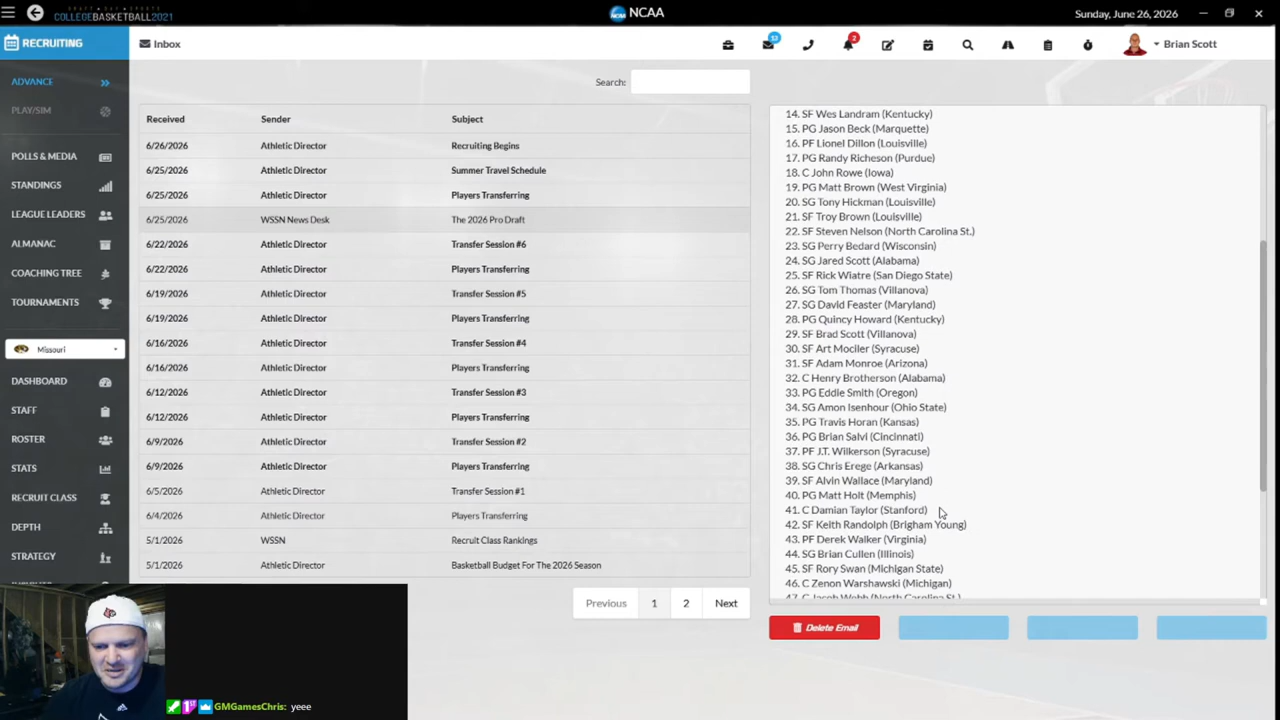 DRAFT DAY SPORTS
COLLEGE BASKETBALL 2021
NCAA
Sunday, June 26, 2026
RECRUITING
Inbox
13
2
Brian Scott
ADVANCE
PLAY/SIM
POLLS & MEDIA
STANDINGS
LEAGUE LEADERS
ALMANAC
COACHING TREE
TOURNAMENTS
Missouri
DASHBOARD
STAFF
ROSTER
STATS
RECRUIT CLASS
DEPTH
STRATEGY
Search:
Received Sender Subject
6/26/2026 Athletic Director Recruiting Begins
6/25/2026 Athletic Director Summer Travel Schedule
6/25/2026 Athletic Director Players Transferring
6/25/2026 WSSN News Desk The 2026 Pro Draft
6/22/2026 Athletic Director Transfer Session #6
6/22/2026 Athletic Director Players Transferring
6/19/2026 Athletic Director Transfer Session #5
6/19/2026 Athletic Director Players Transferring
6/16/2026 Athletic Director Transfer Session #4
6/16/2026 Athletic Director Players Transferring
6/12/2026 Athletic Director Transfer Session #3
6/12/2026 Athletic Director Players Transferring
6/9/2026 Athletic Director Transfer Session #2
6/9/2026 Athletic Director Players Transferring
6/5/2026 Athletic Director Transfer Session #1
6/4/2026 Athletic Director Players Transferring
5/1/2026 WSSN Recruit Class Rankings
5/1/2026 Athletic Director Basketball Budget For The 2026 Season
Previous 1 2 Next
14. SF Wes Landram (Kentucky)
15. PG Jason Beck (Marquette)
16. PF Lionel Dillon (Louisville)
17. PG Randy Richeson (Purdue)
18. C John Rowe (Iowa)
19. PG Matt Brown (West Virginia)
20. SG Tony Hickman (Louisville)
21. SF Troy Brown (Louisville)
22. SF Steven Nelson (North Carolina St.)
23. SG Perry Bedard (Wisconsin)
24. SG Jared Scott (Alabama)
25. SF Rick Wiatre (San Diego State)
26. SG Tom Thomas (Villanova)
27. SG David Feaster (Maryland)
28. PG Quincy Howard (Kentucky)
29. SF Brad Scott (Villanova)
30. SF Art Mociler (Syracuse)
31. SF Adam Monroe (Arizona)
32. C Henry Brotherson (Alabama)
33. PG Eddie Smith (Oregon)
34. SG Amon Isenhour (Ohio State)
35. PG Travis Horan (Kansas)
36. PG Brian Salvi (Cincinnati)
37. PF J.T. Wilkerson (Syracuse)
38. SG Chris Erege (Arkansas)
39. SF Alvin Wallace (Maryland)
40. PG Matt Holt (Memphis)
41. C Damian Taylor (Stanford)
42. SF Keith Randolph (Brigham Young)
43. PF Derek Walker (Virginia)
44. SG Brian Cullen (Illinois)
45. SF Rory Swan (Michigan State)
46. C Zenon Warshawski (Michigan)
47. C Jacob Webb (North Carolina St.)
Delete Email
GMGamesChris: yeee